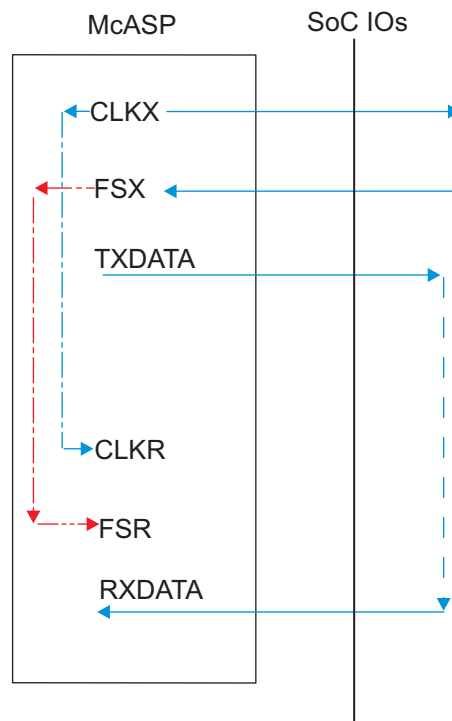 McASP
SoC IOs
CLKX
FSX
TXDATA
CLKR
FSR
RXDATA